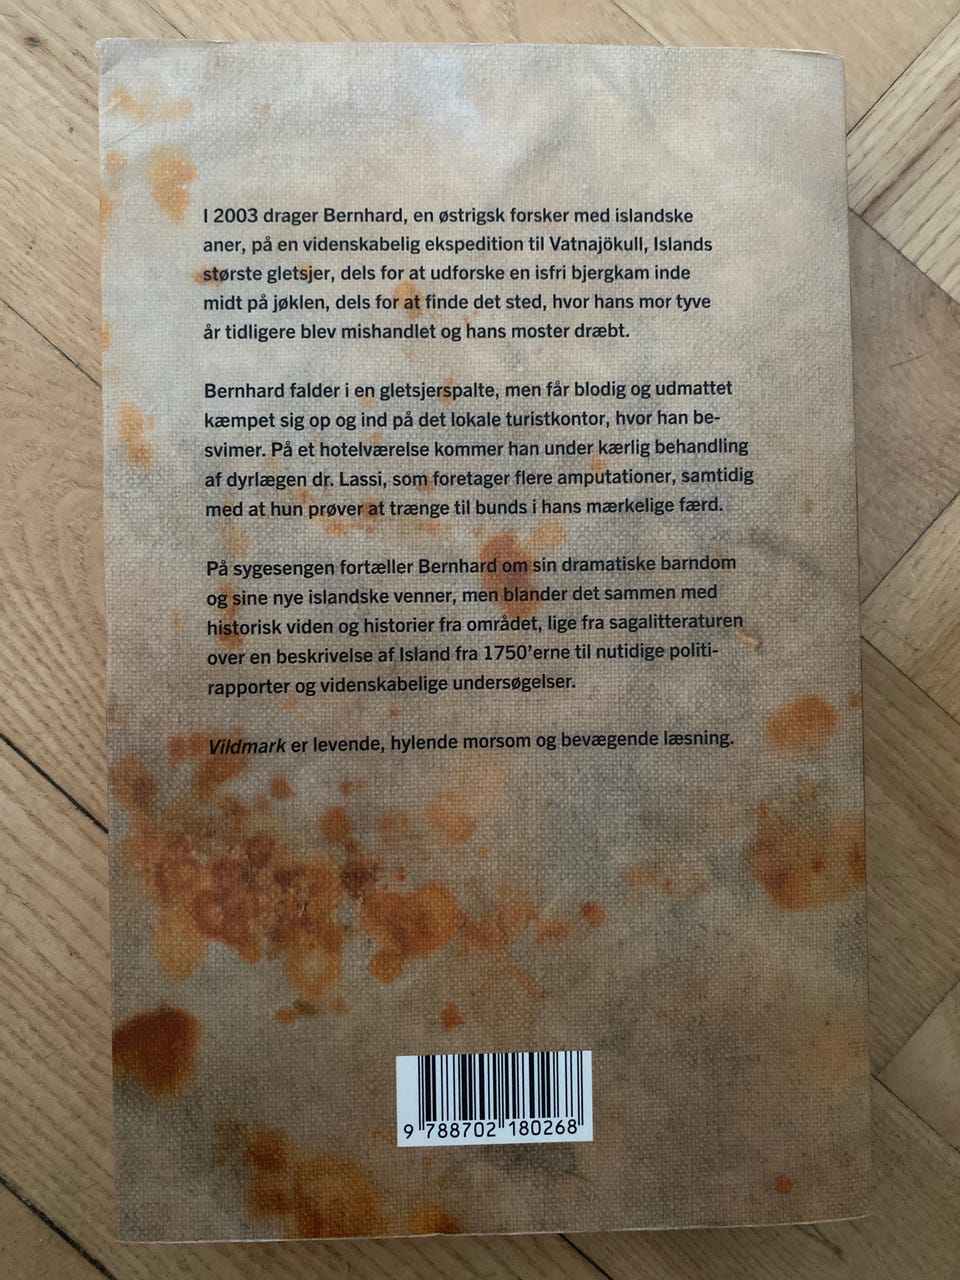 I 2003 drager Bernhard, en østrigsk forsker med islandske
aner, på en videnskabelig ekspedition til Vatnajökull, Islands
største gletsjer, dels for at udforske en isfri bjergkam inde
midt på jøklen, dels for at finde det sted, hvor hans mor tyve
år tidligere blev mishandlet og hans moster dræbt.
Bernhard falder i en gletsjerspalte, men får blodig og udmattet
kæmpet sig op og ind på det lokale turistkontor, hvor han be-
svimer. På et hotelværelse kommer han under kærlig behandling
af dyrlægen dr. Lassi, som foretager flere amputationer, samtidig
med at hun prøver at trænge til bunds i hans mærkelige færd.
På sygesengen fortæller Bernhard om sin dramatiske barndom
og sine nye islandske venner, men blander det sammen med
historisk viden og historier fra området, lige fra sagalitteraturen
over en beskrivelse af Island fra 1750'erne til nutidige politi-
rapporter og videnskabelige undersøgelser.
Vildmark er levende, hylende morsom og bevægende læsning.
9 788702 180268